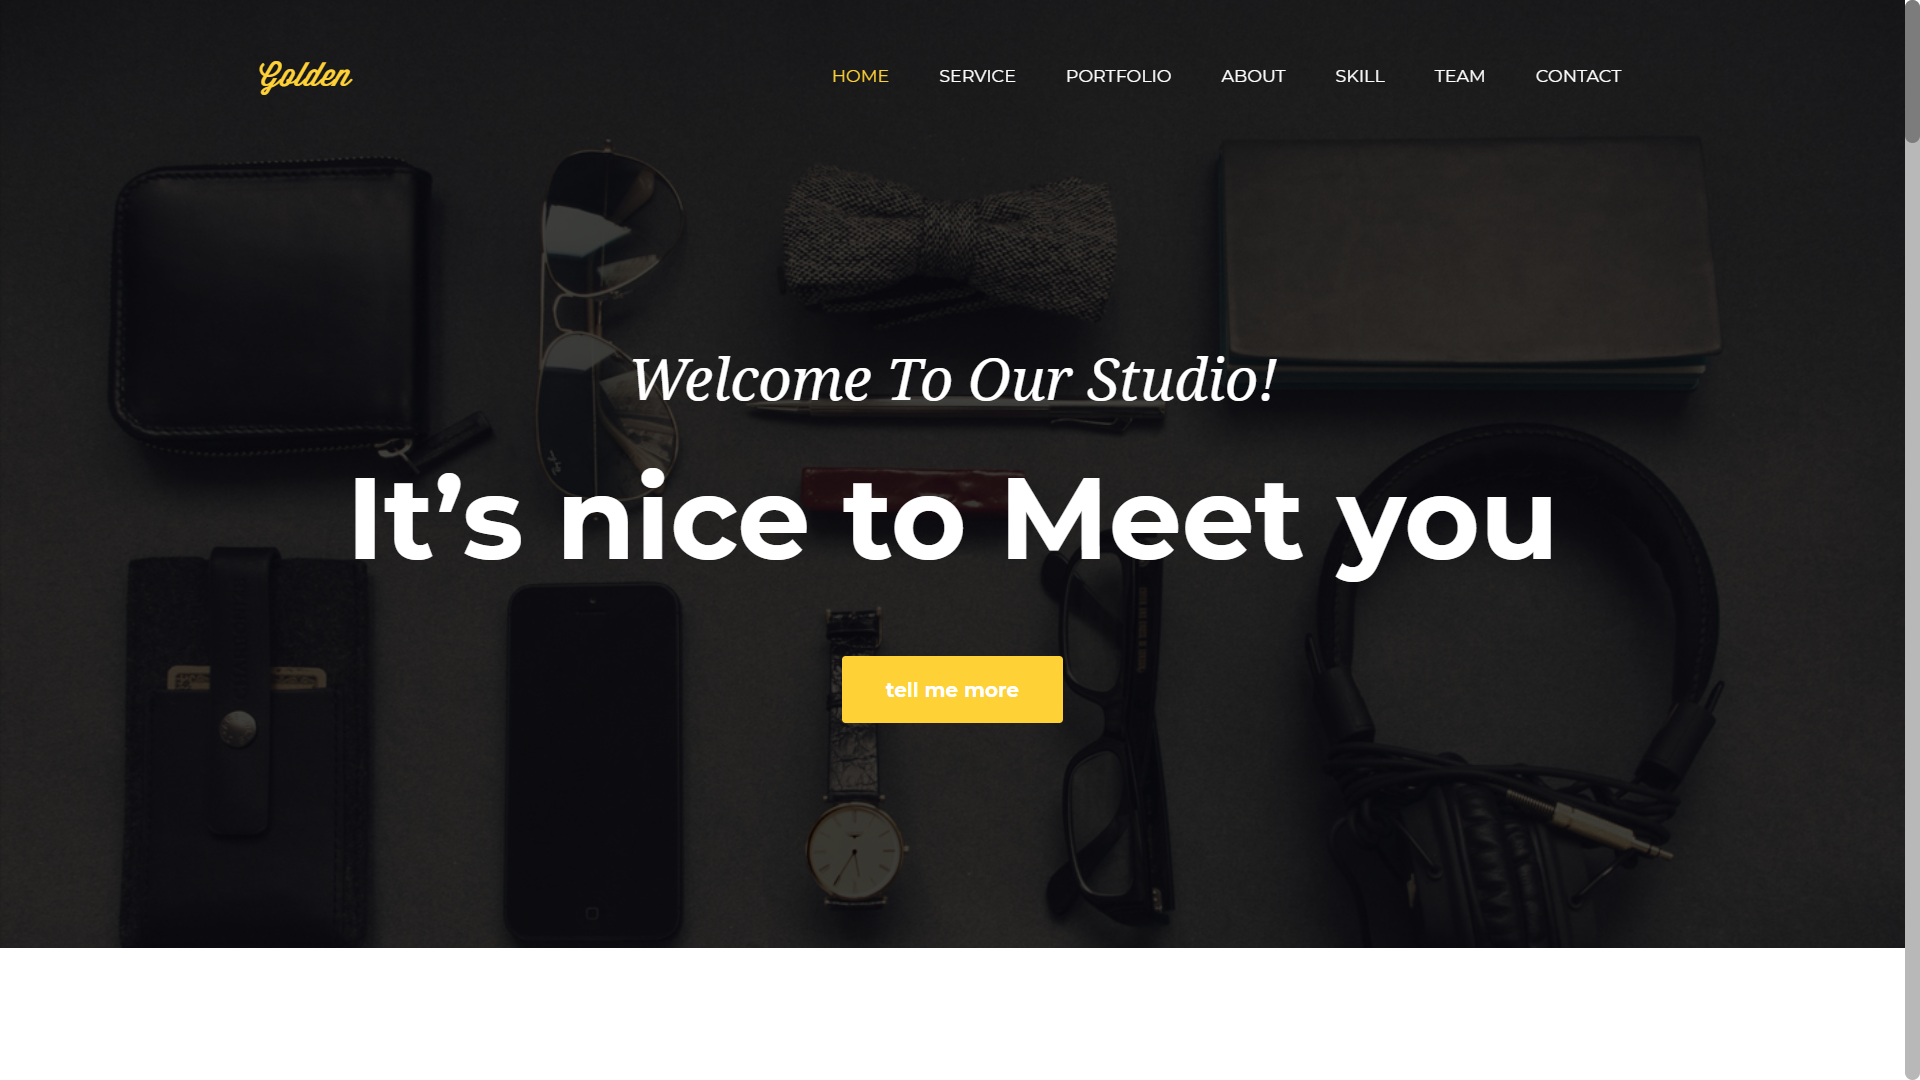 Golden
HOME SERVICE PORTFOLIO ABOUT SKILL TEAM CONTACT
Welcome To Our Studio!
It’s nice to Meet you
tell me more